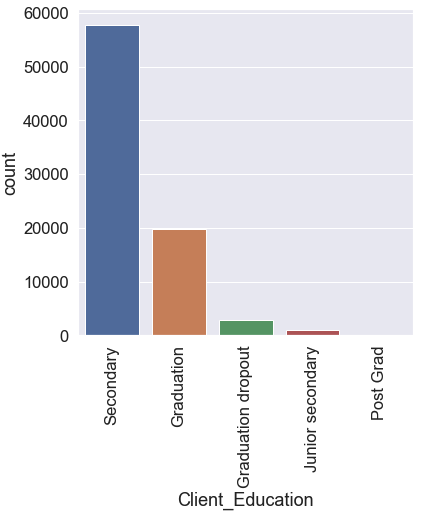 60000
50000
40000
30000
20000
10000
0
count
Secondary
Graduation
Graduation dropout
Junior secondary
Post Grad
Client_Education